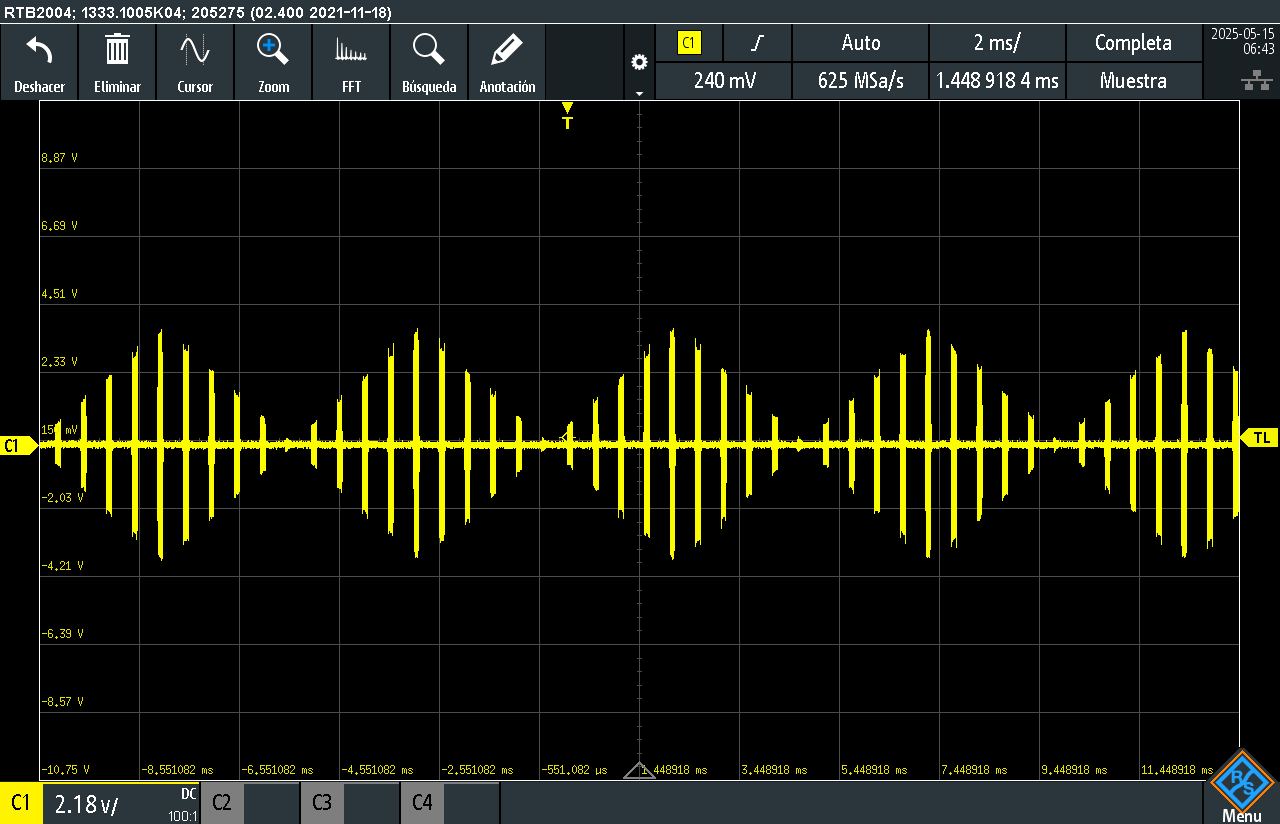 RTB2004; 1333.1005K04; 205275 (02.400 2021-11-18)
Deshacer Eliminar Cursor Zoom FFT Búsqueda Anotación
C1 Auto 2 ms/ Completa
240 mV 625 MSa/s 1.448 918 4 ms Muestra
2025-05-15
06:43
T
8.87 V
6.69 V
4.51 V
2.33 V
C1
TL
-2.03 V
-4.21 V
-6.39 V
-8.57 V
-10.75 V -8.551082 ms -6.551082 ms -4.551082 ms -2.551082 ms -551.082 µs 1.448918 ms 3.448918 ms 5.448918 ms 7.448918 ms 9.448918 ms 11.448918 ms
C1 2.18 V/ DC 100:1 C2 C3 C4
R&S
Menu